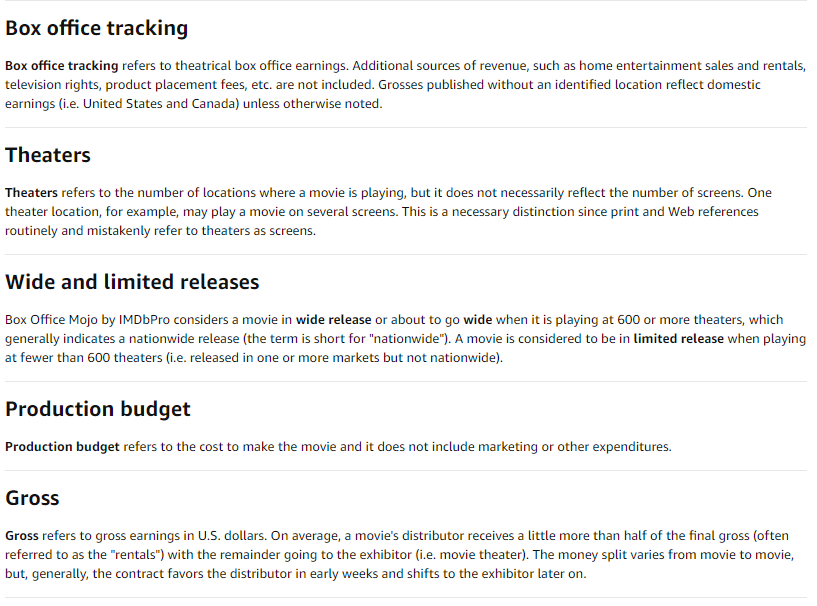 Box office tracking
Box office tracking refers to theatrical box office earnings. Additional sources of revenue, such as home entertainment sales and rentals,
television rights, product placement fees, etc. are not included. Grosses published without an identified location reflect domestic
earnings (i.e. United States and Canada) unless otherwise noted.
Theaters
Theaters refers to the number of locations where a movie is playing, but it does not necessarily reflect the number of screens. One
theater location, for example, may play a movie on several screens. This is a necessary distinction since print and Web references
routinely and mistakenly refer to theaters as screens.
Wide and limited releases
Box Office Mojo by IMDbPro considers a movie in wide release or about to go wide when it is playing at 600 or more theaters, which
generally indicates a nationwide release (the term is short for "nationwide"). A movie is considered to be in limited release when playing
at fewer than 600 theaters (i.e. released in one or more markets but not nationwide).
Production budget
Production budget refers to the cost to make the movie and it does not include marketing or other expenditures.
Gross
Gross refers to gross earnings in U.S. dollars. On average, a movie's distributor receives a little more than half of the final gross (often
referred to as the "rentals") with the remainder going to the exhibitor (i.e. movie theater). The money split varies from movie to movie,
but, generally, the contract favors the distributor in early weeks and shifts to the exhibitor later on.